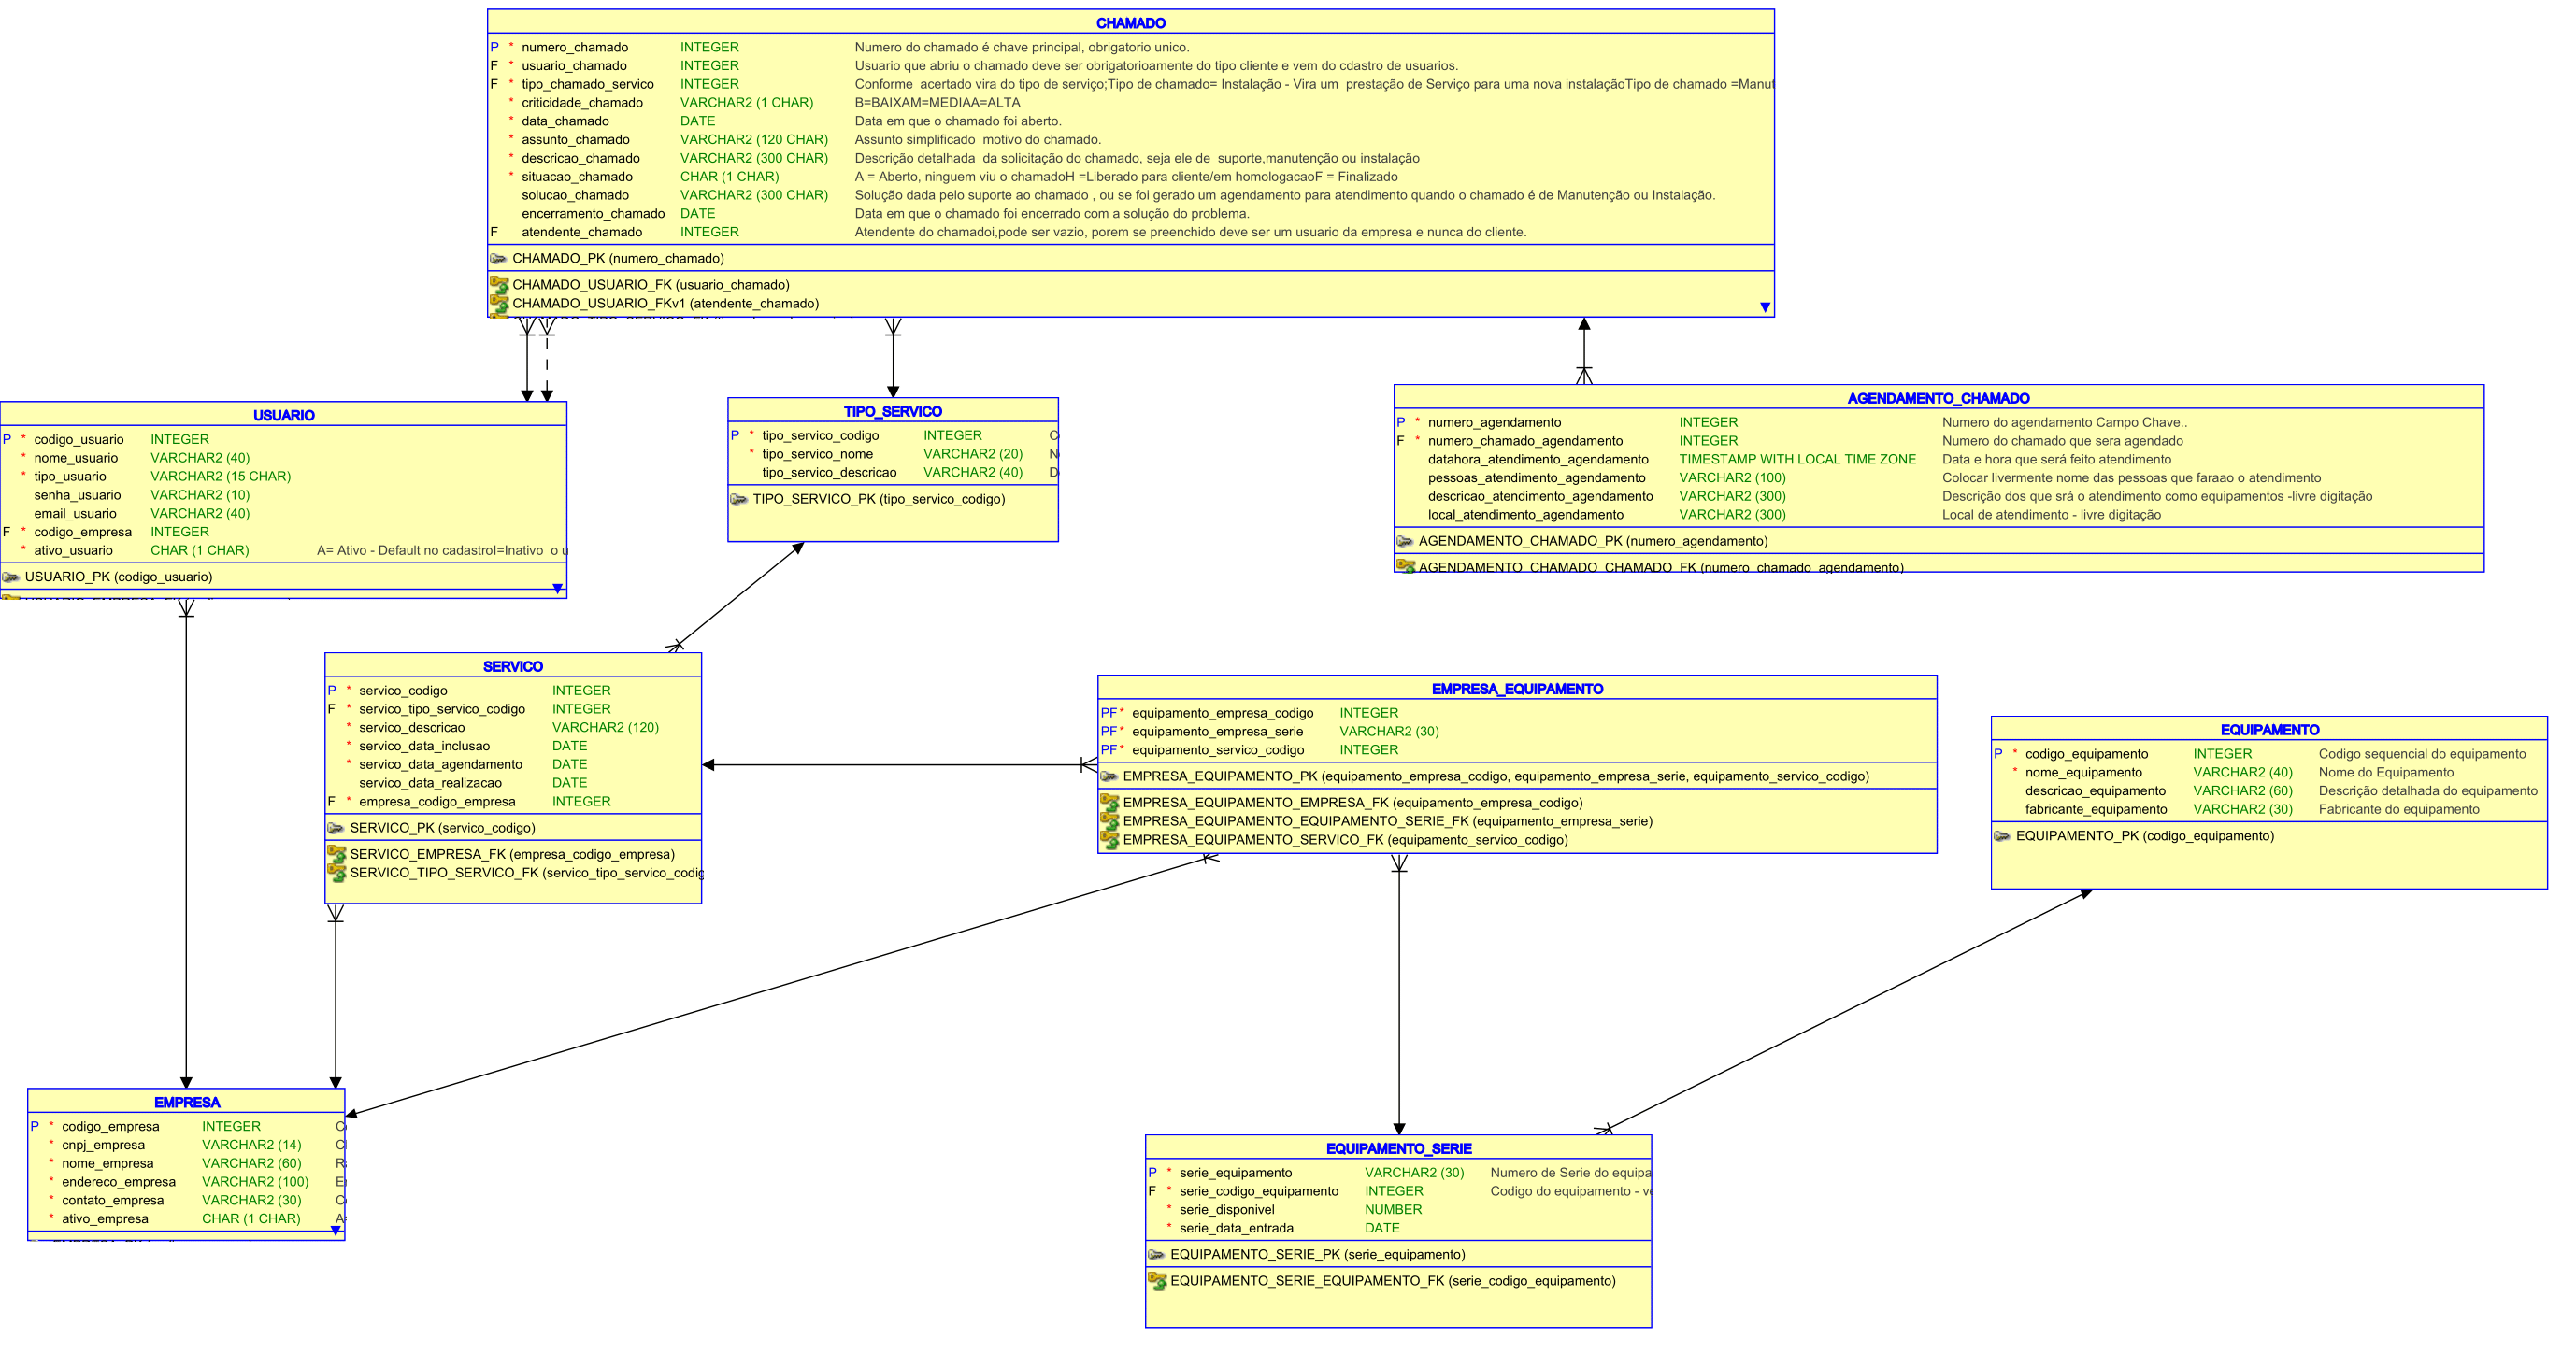 CHAMADO
P * numero_chamado INTEGER Numero do chamado é chave principal, obrigatorio unico.
F * usuario_chamado INTEGER Usuario que abriu o chamado deve ser obrigratorioamente do tipo cliente e vem do cdastro de usuarios.
F * tipo_chamado_servico INTEGER Conforme acertado vira do tipo de serviço;Tipo de chamado= Instalação - Vira um prestação de Serviço para uma nova instalaçãoTipo de chamado =Manut
* criticidade_chamado VARCHAR2 (1 CHAR) B=BAIXAM=MEDIAA=ALTA
* data_chamado DATE Data em que o chamado foi aberto.
* assunto_chamado VARCHAR2 (120 CHAR) Assunto simplificado motivo do chamado.
* descricao_chamado VARCHAR2 (300 CHAR) Descrição detalhada da solicitação do chamado, seja ele de suporte,manutenção ou instalação
* situacao_chamado CHAR (1 CHAR) A = Aberto, ninguem viu o chamadoH =Liberado para cliente/em homologacaoF = Finalizado
solucao_chamado VARCHAR2 (300 CHAR) Solução dada pelo suporte ao chamado , ou se foi gerado um agendamento para atendimento quando o chamado é de Manutenção ou Instalação.
encerramento_chamado DATE Data em que o chamado foi encerrado com a solução do problema.
F atendente_chamado INTEGER Atendente do chamadoi,pode ser vazio, porem se preenchido deve ser um usuario da empresa e nunca do cliente.
CHAMADO_PK (numero_chamado)
CHAMADO_USUARIO_FK (usuario_chamado)
CHAMADO_USUARIO_FKv1 (atendente_chamado)
USUARIO
P * codigo_usuario INTEGER
* nome_usuario VARCHAR2 (40)
* tipo_usuario VARCHAR2 (15 CHAR)
senha_usuario VARCHAR2 (10)
email_usuario VARCHAR2 (40)
F * codigo_empresa INTEGER
* ativo_usuario CHAR (1 CHAR) A= Ativo - Default no cadastroI=Inativo o u
USUARIO_PK (codigo_usuario)
TIPO_SERVICO
P * tipo_servico_codigo INTEGER C
* tipo_servico_nome VARCHAR2 (20) N
tipo_servico_descricao VARCHAR2 (40) D
TIPO_SERVICO_PK (tipo_servico_codigo)
AGENDAMENTO_CHAMADO
P * numero_agendamento INTEGER Numero do agendamento Campo Chave..
F * numero_chamado_agendamento INTEGER Numero do chamado que sera agendado
datahora_atendimento_agendamento TIMESTAMP WITH LOCAL TIME ZONE Data e hora que será feito atendimento
pessoas_atendimento_agendamento VARCHAR2 (100) Colocar livermente nome das pessoas que faraao o atendimento
descricao_atendimento_agendamento VARCHAR2 (300) Descrição dos que srá o atendimento como equipamentos -livre digitação
local_atendimento_agendamento VARCHAR2 (300) Local de atendimento - livre digitação
AGENDAMENTO_CHAMADO_PK (numero_agendamento)
AGENDAMENTO_CHAMADO_CHAMADO_FK (numero_chamado_agendamento)
SERVICO
P * servico_codigo INTEGER
F * servico_tipo_servico_codigo INTEGER
* servico_descricao VARCHAR2 (120)
* servico_data_inclusao DATE
* servico_data_agendamento DATE
servico_data_realizacao DATE
F * empresa_codigo_empresa INTEGER
SERVICO_PK (servico_codigo)
SERVICO_EMPRESA_FK (empresa_codigo_empresa)
SERVICO_TIPO_SERVICO_FK (servico_tipo_servico_codig
EMPRESA_EQUIPAMENTO
PF * equipamento_empresa_codigo INTEGER
PF * equipamento_empresa_serie VARCHAR2 (30)
PF * equipamento_servico_codigo INTEGER
EMPRESA_EQUIPAMENTO_PK (equipamento_empresa_codigo, equipamento_empresa_serie, equipamento_servico_codigo)
EMPRESA_EQUIPAMENTO_EMPRESA_FK (equipamento_empresa_codigo)
EMPRESA_EQUIPAMENTO_EQUIPAMENTO_SERIE_FK (equipamento_empresa_serie)
EMPRESA_EQUIPAMENTO_SERVICO_FK (equipamento_servico_codigo)
EQUIPAMENTO
P * codigo_equipamento INTEGER Codigo sequencial do equipamento
* nome_equipamento VARCHAR2 (40) Nome do Equipamento
descricao_equipamento VARCHAR2 (60) Descrição detalhada do equipamento
fabricante_equipamento VARCHAR2 (30) Fabricante do equipamento
EQUIPAMENTO_PK (codigo_equipamento)
EMPRESA
P * codigo_empresa INTEGER C
* cnpj_empresa VARCHAR2 (14) C
* nome_empresa VARCHAR2 (60) R
* endereco_empresa VARCHAR2 (100) E
* contato_empresa VARCHAR2 (30) C
* ativo_empresa CHAR (1 CHAR) A
EQUIPAMENTO_SERIE
P * serie_equipamento VARCHAR2 (30) Numero de Serie do equipa
F * serie_codigo_equipamento INTEGER Codigo do equipamento - ve
* serie_disponivel NUMBER
* serie_data_entrada DATE
EQUIPAMENTO_SERIE_PK (serie_equipamento)
EQUIPAMENTO_SERIE_EQUIPAMENTO_FK (serie_codigo_equipamento)